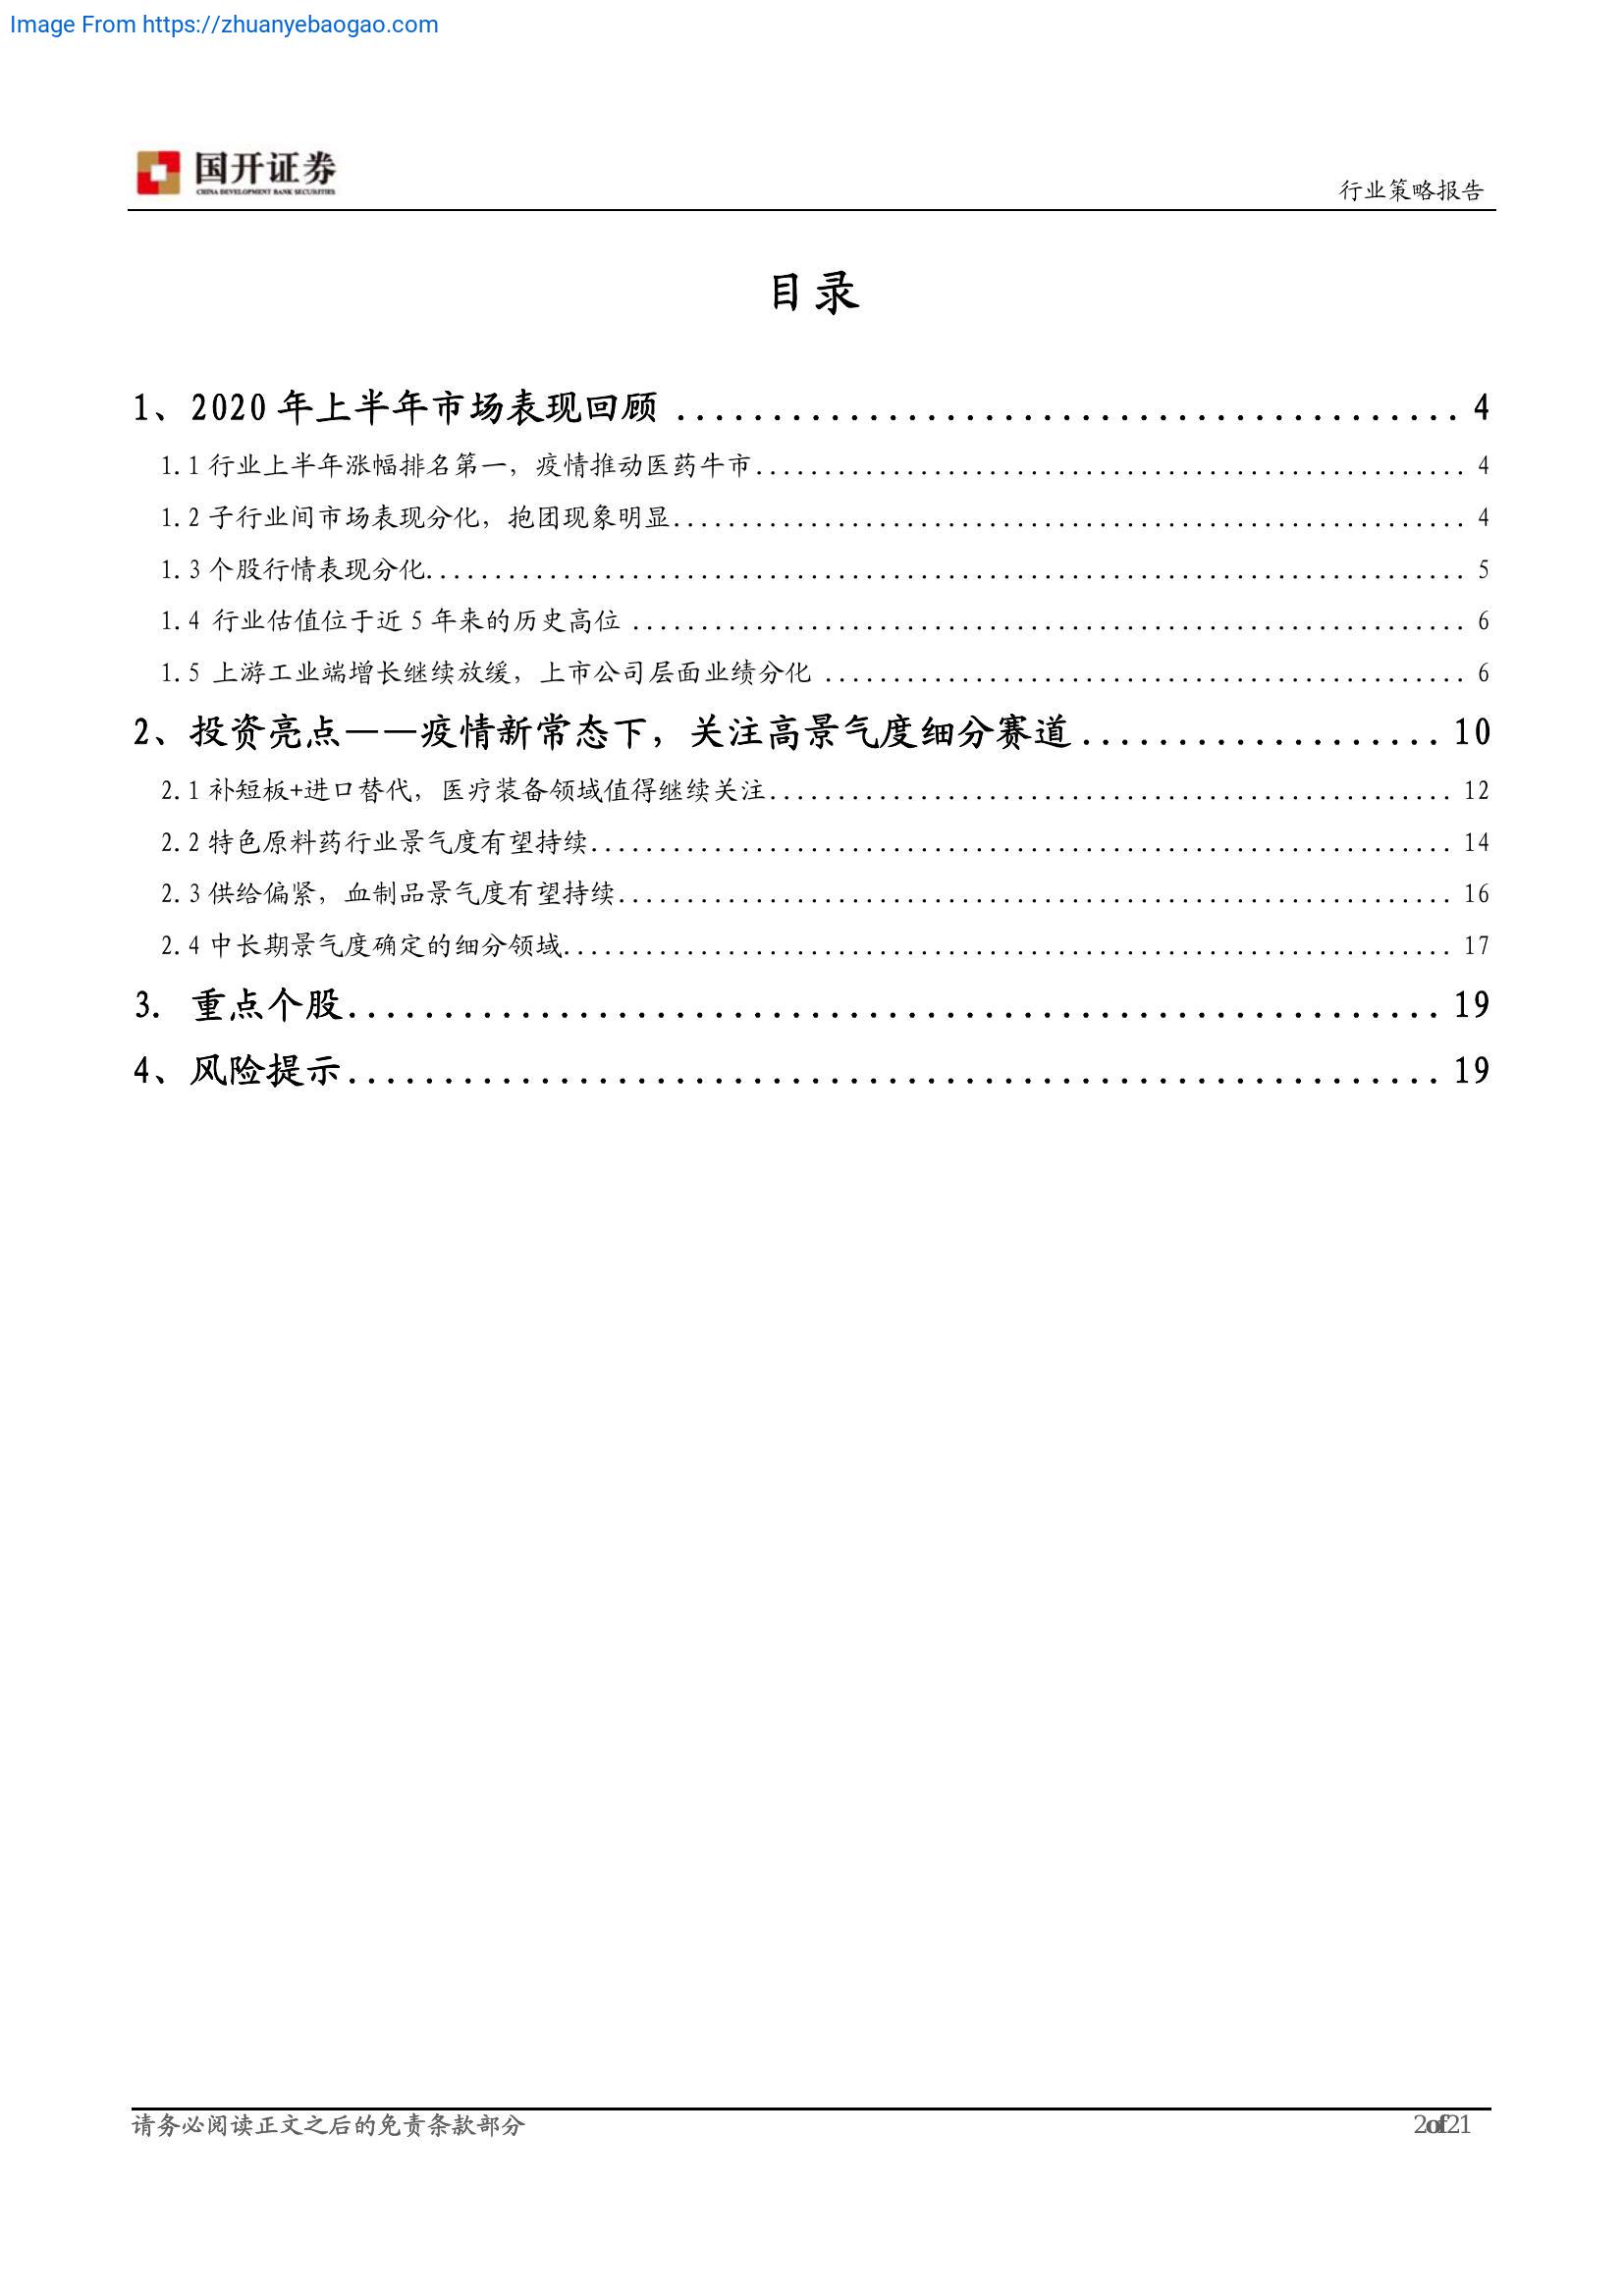 Image From https://zhuanyebaogao.com
国开证券
CHINA DEVELOPMENT BANK SECURITIES
行业策略报告
目录
1、2020 年上半年市场表现回顾 ........................................ 4
1.1 行业上半年涨幅排名第一，疫情推动医药牛市.................................................... 4
1.2 子行业间市场表现分化，抱团现象明显.......................................................... 4
1.3 个股行情表现分化............................................................................ 5
1.4 行业估值位于近 5 年来的历史高位 ............................................................. 6
1.5 上游工业端增长继续放缓，上市公司层面业绩分化 ............................................... 6
2、投资亮点——疫情新常态下，关注高景气度细分赛道................... 10
2.1 补短板+进口替代，医疗装备领域值得继续关注.................................................. 12
2.2 特色原料药行业景气度有望持续............................................................... 14
2.3 供给偏紧，血制品景气度有望持续............................................................. 16
2.4 中长期景气度确定的细分领域................................................................. 17
3. 重点个股......................................................... 19
4、风险提示......................................................... 19
请务必阅读正文之后的免责条款部分
2of21